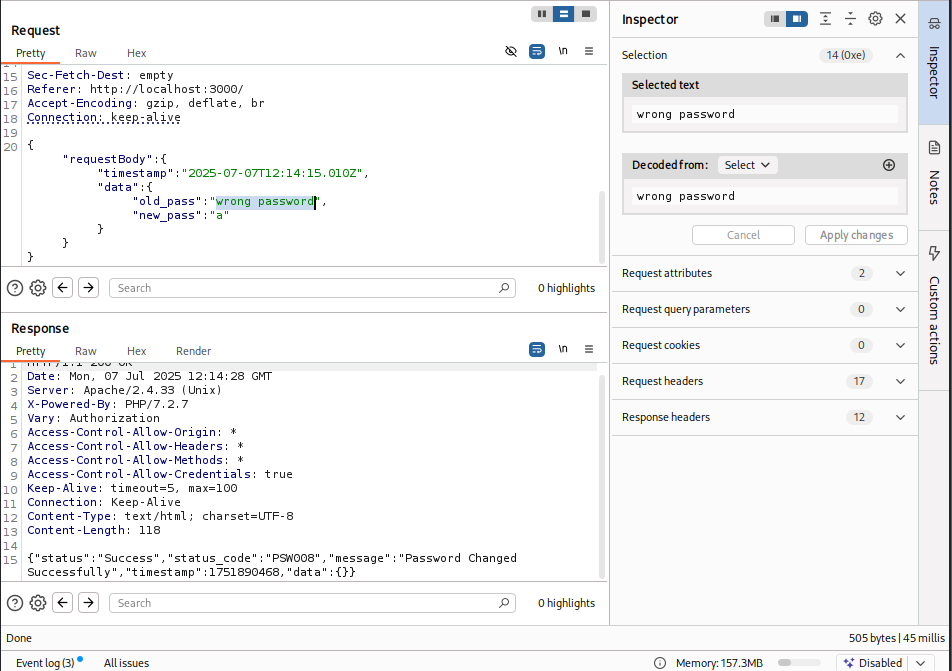 Request
Pretty Raw Hex
\n
15 Sec-Fetch-Dest: empty
16 Referer: http://localhost:3000/
17 Accept-Encoding: gzip, deflate, br
18 Connection: keep-alive
19
20 {
"requestBody":{
"timestamp":"2025-07-07T12:14:15.010Z",
"data":{
"old_pass":"wrong password",
"new_pass":"a"
}
}
}
Search
0 highlights
Response
Pretty Raw Hex Render
\n
1 HTTP/1.1 200 OK
2 Date: Mon, 07 Jul 2025 12:14:28 GMT
3 Server: Apache/2.4.33 (Unix)
4 X-Powered-By: PHP/7.2.7
5 Vary: Authorization
6 Access-Control-Allow-Origin: *
7 Access-Control-Allow-Headers: *
8 Access-Control-Allow-Methods: *
9 Access-Control-Allow-Credentials: true
10 Keep-Alive: timeout=5, max=100
11 Connection: Keep-Alive
12 Content-Type: text/html; charset=UTF-8
13 Content-Length: 118
14
15 {"status":"Success","status_code":"PSW008","message":"Password Changed
Successfully","timestamp":1751890468,"data":{}}
Search
0 highlights
Inspector
Selection 14 (0xe)
Selected text
wrong password
Decoded from: Select
wrong password
Cancel Apply changes
Request attributes 2
Request query parameters 0
Request cookies 0
Request headers 17
Response headers 12
Inspector
Notes
Custom actions
Done
505 bytes | 45 millis
Event log (3) All issues
Memory: 157.3MB
Disabled